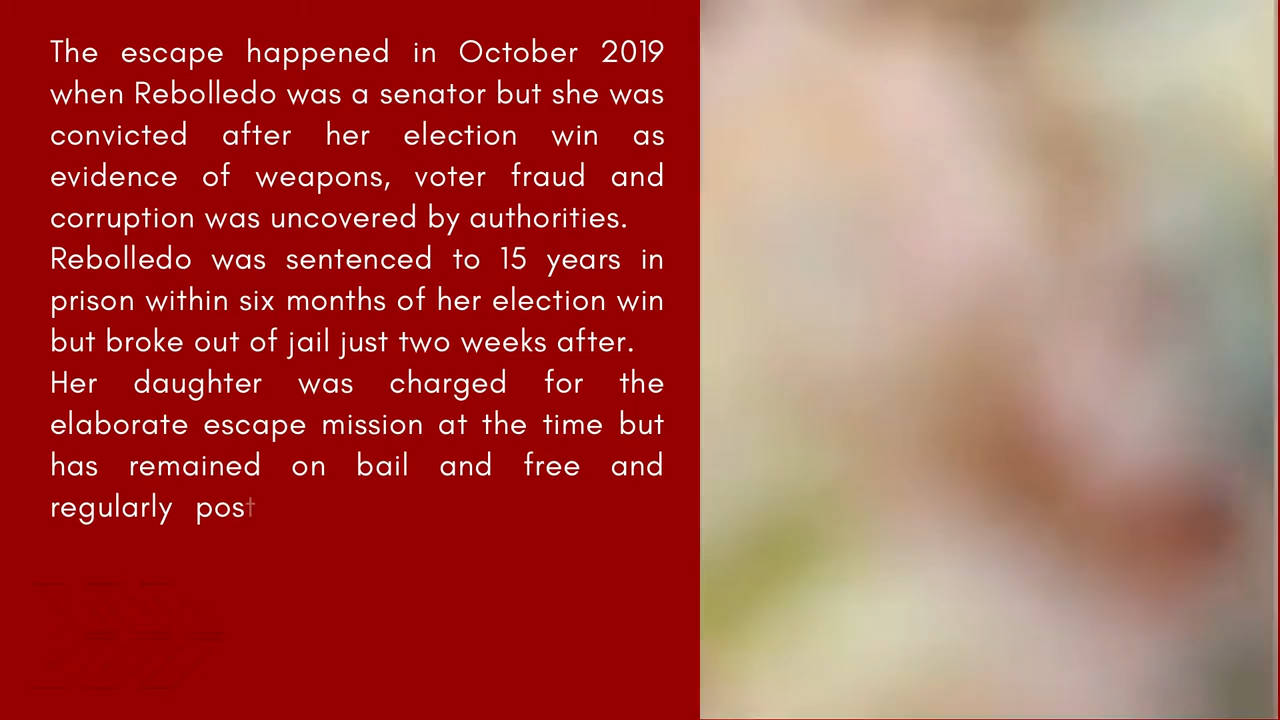 The escape happened in October 2019
when Rebolledo was a senator but she was
convicted after her election win as
evidence of weapons, voter fraud and
corruption was uncovered by authorities.
Rebolledo was sentenced to 15 years in
prison within six months of her election win
but broke out of jail just two weeks after.
Her daughter was charged for the
elaborate escape mission at the time but
has remained on bail and free and
regularly post